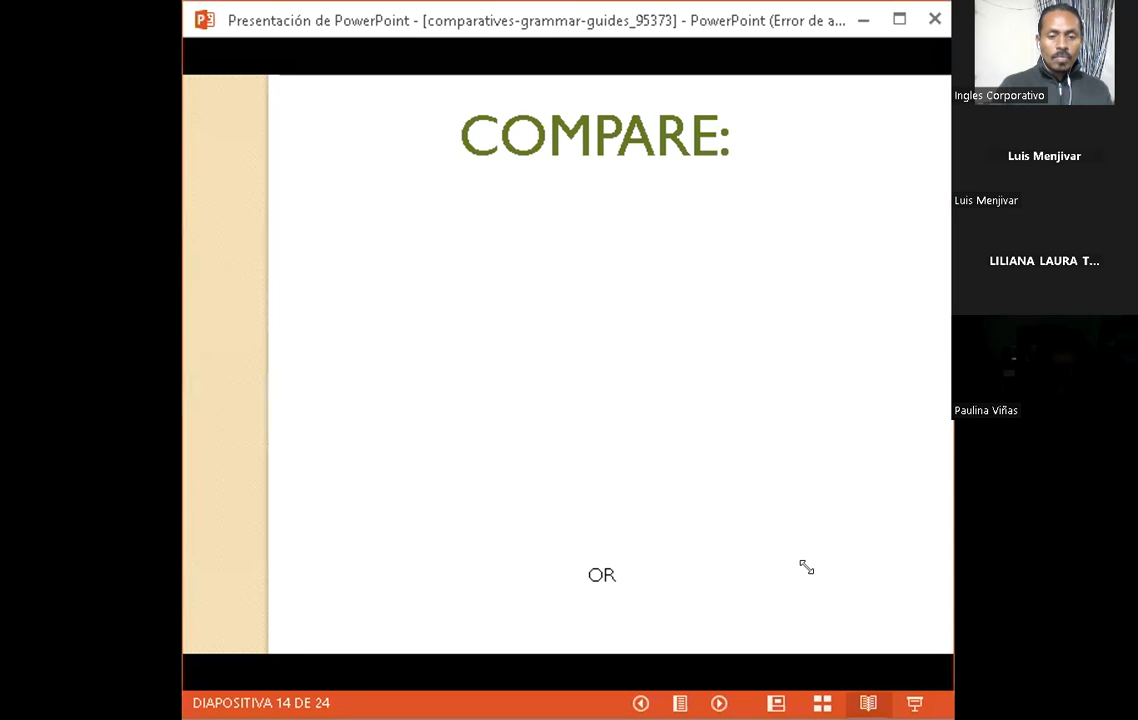 Presentación de PowerPoint - [comparatives-grammar-guides_95373] - PowerPoint (Error de a...
COMPARE:
OR
DIAPOSITIVA 14 DE 24
Ingles Corporativo
Luis Menjivar
Luis Menjivar
LILIANA LAURA T...
Paulina Viñas